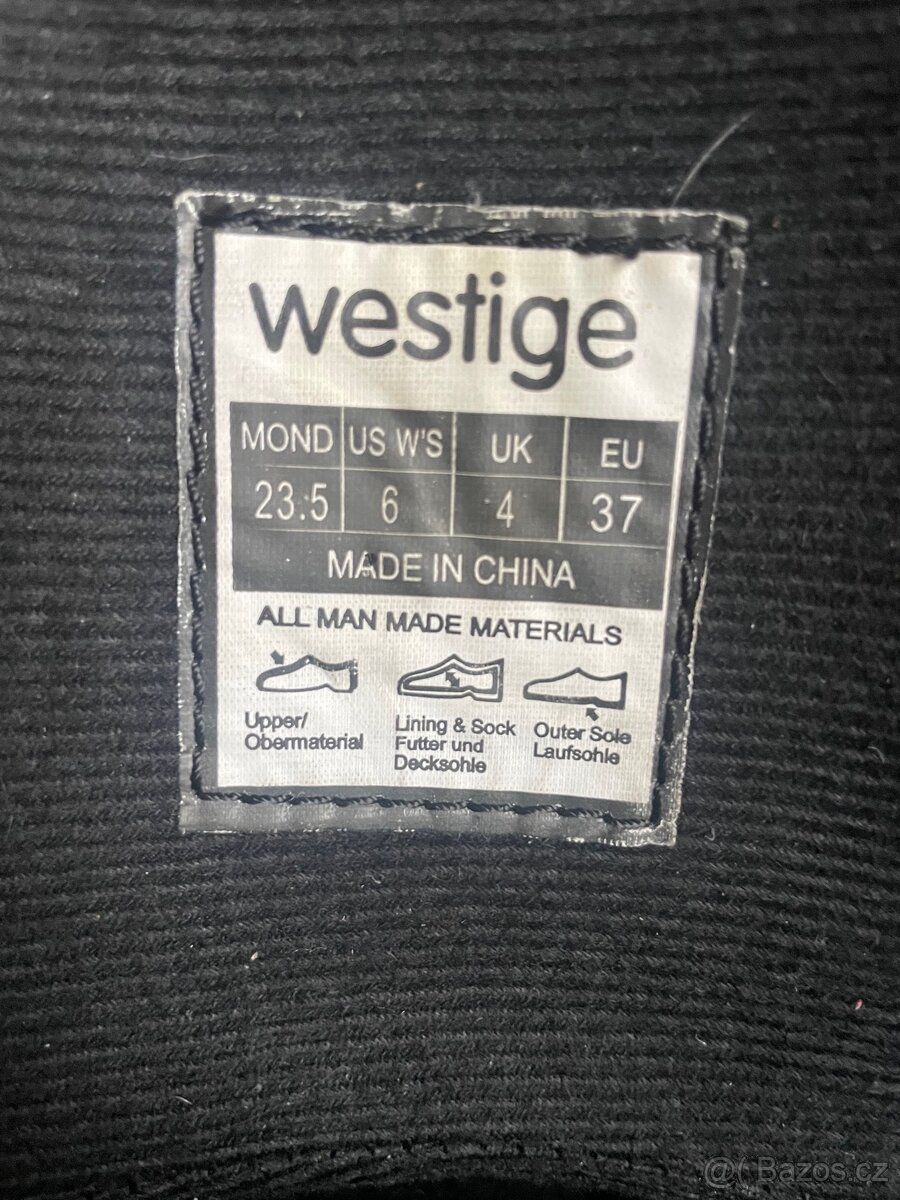 westige
MOND US W'S UK EU
23.5 6 4 37
MADE IN CHINA
ALL MAN MADE MATERIALS
Upper/
Obermaterial
Lining & Sock
Futter und
Decksohle
Outer Sole
Laufsohle
@( Bazos.cz